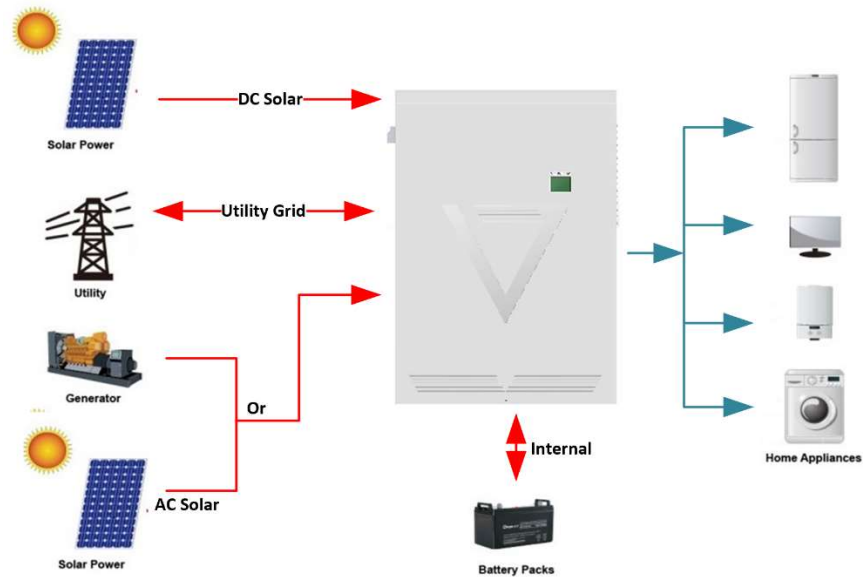 DC Solar
Solar Power
Utility Grid
Utility
Generator
Or
Internal
AC Solar
Home Appliances
Solar Power
Battery Packs